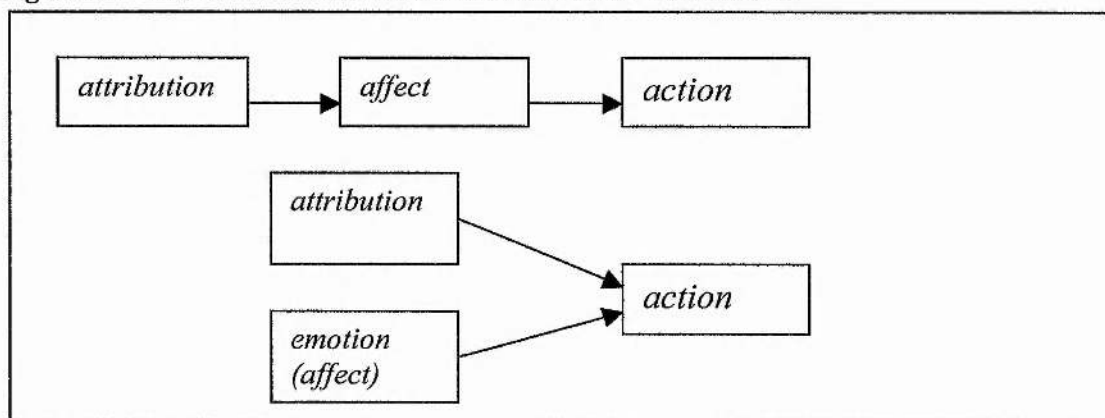 attribution
affect
action
attribution
action
emotion
(affect)